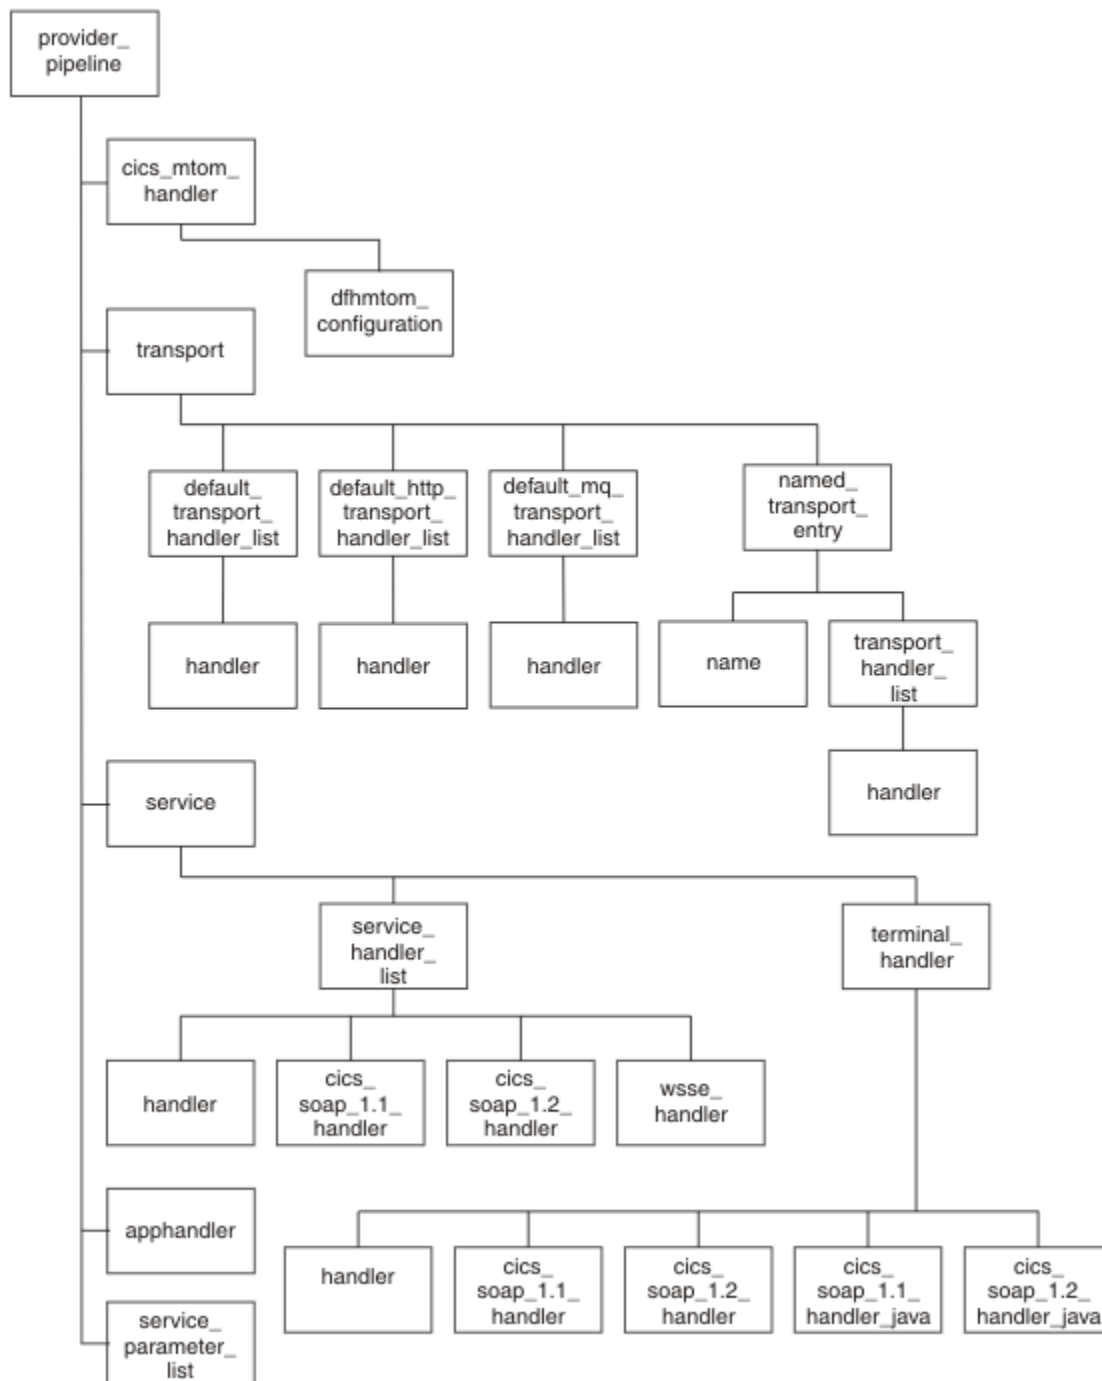 provider_
pipeline
cics_mtom_
handler
dfhmtom_
configuration
transport
default_
transport_
handler_list
default_http_
transport_
handler_list
default_mq_
transport_
handler_list
named_
transport_
entry
handler
handler
handler
name
transport_
handler_
list
handler
service
service_
handler_
list
terminal_
handler
handler
cics_
soap_1.1_
handler
cics_
soap_1.2_
handler
wsse_
handler
apphandler
handler
cics_
soap_1.1_
handler
cics_
soap_1.2_
handler
cics_
soap_1.1_
handler_java
cics_
soap_1.2_
handler_java
service_
parameter_
list